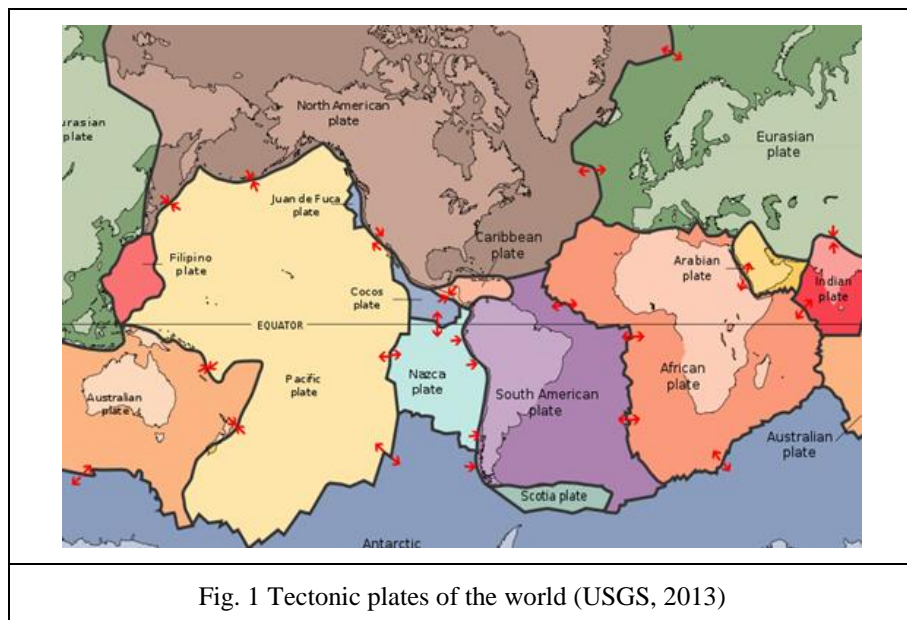 North American
plate
urasian
plate
Eurasian
plate
Juan de Fuca
plate
Caribbean
plate
Filipino
plate
Arabian
plate
Indian
plate
Cocos
plate
EQUATOR
Nazca
plate
African
plate
Pacific
plate
South American
plate
Australian
plate
Australian
plate
Scotia plate
Antarctic
Fig. 1 Tectonic plates of the world (USGS, 2013)